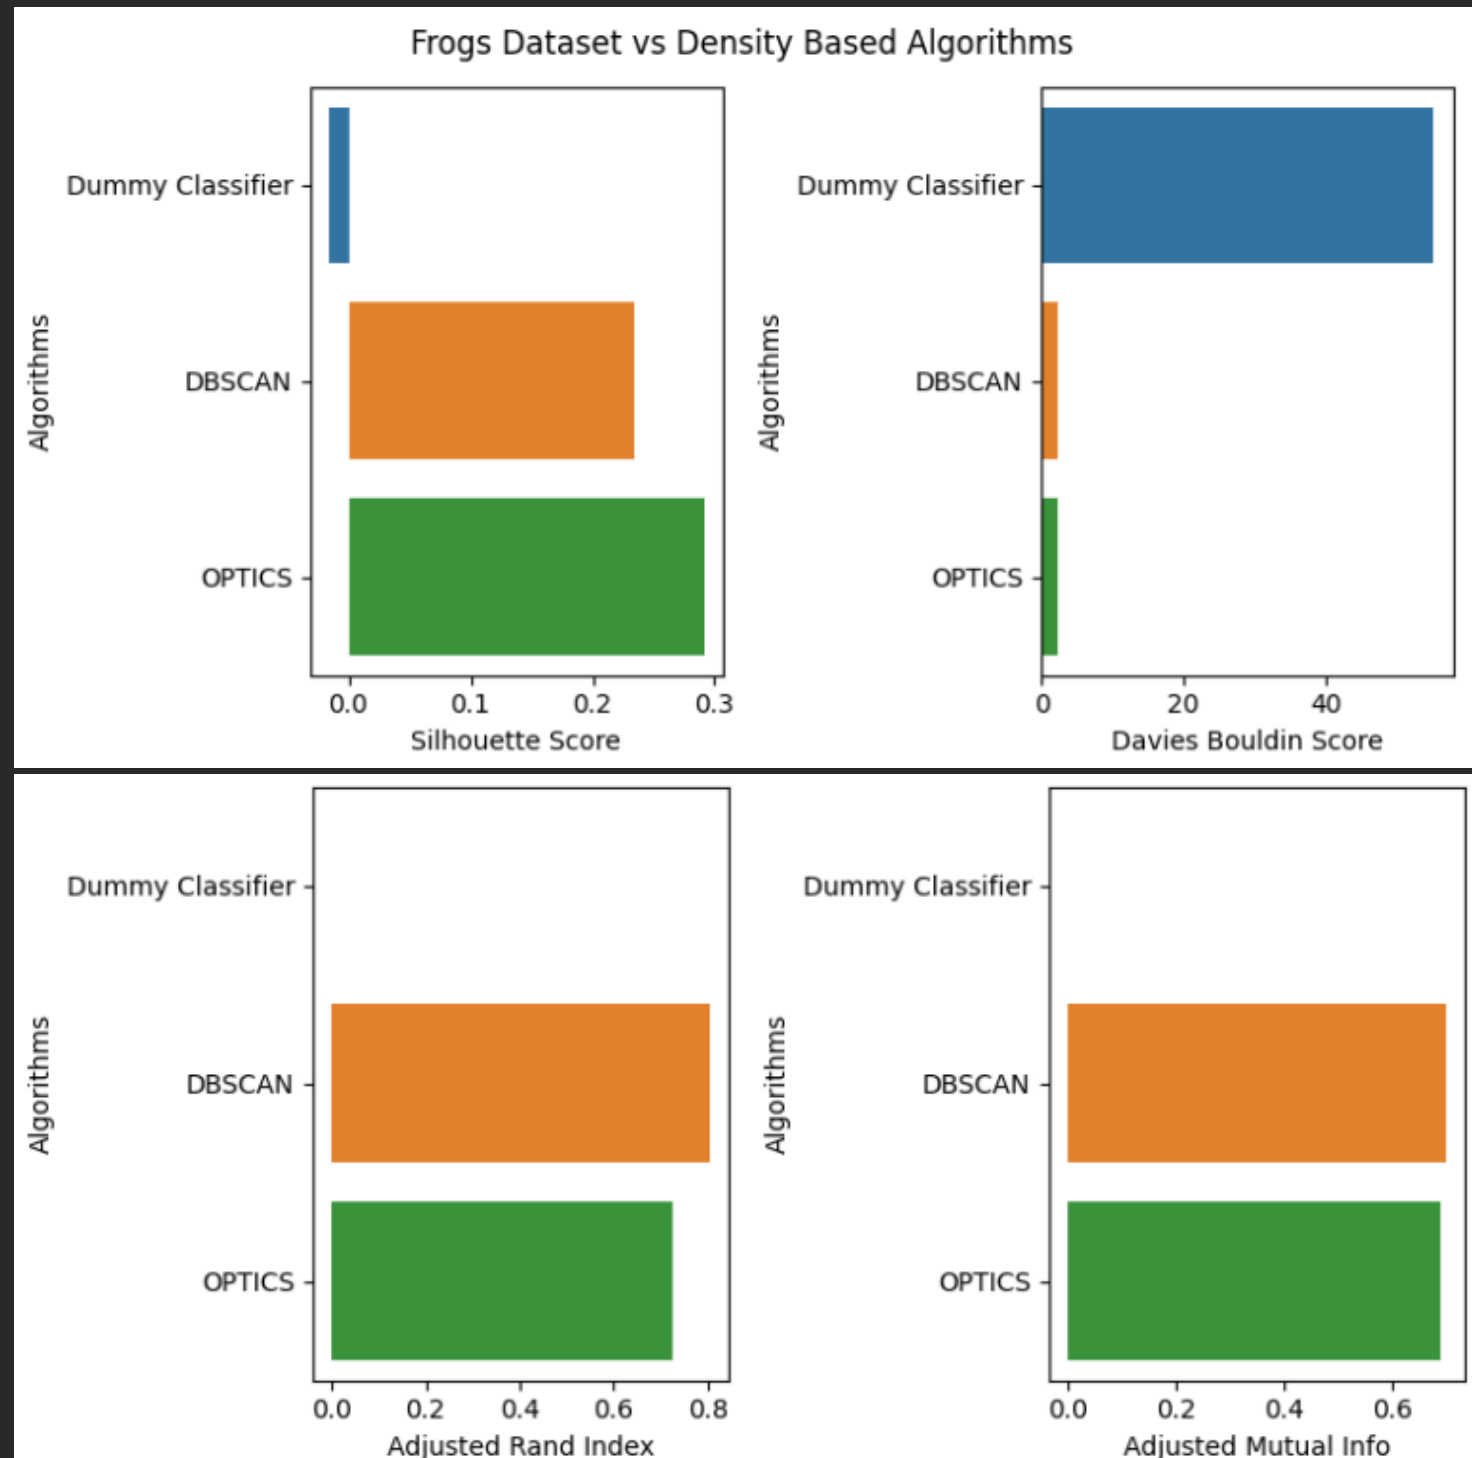 Frogs Dataset vs Density Based Algorithms
Algorithms
Dummy Classifier
DBSCAN
OPTICS
0.0 0.1 0.2 0.3
Silhouette Score
Algorithms
Dummy Classifier
DBSCAN
OPTICS
0 20 40
Davies Bouldin Score
Algorithms
Dummy Classifier
DBSCAN
OPTICS
0.0 0.2 0.4 0.6 0.8
Adjusted Rand Index
Algorithms
Dummy Classifier
DBSCAN
OPTICS
0.0 0.2 0.4 0.6
Adjusted Mutual Info